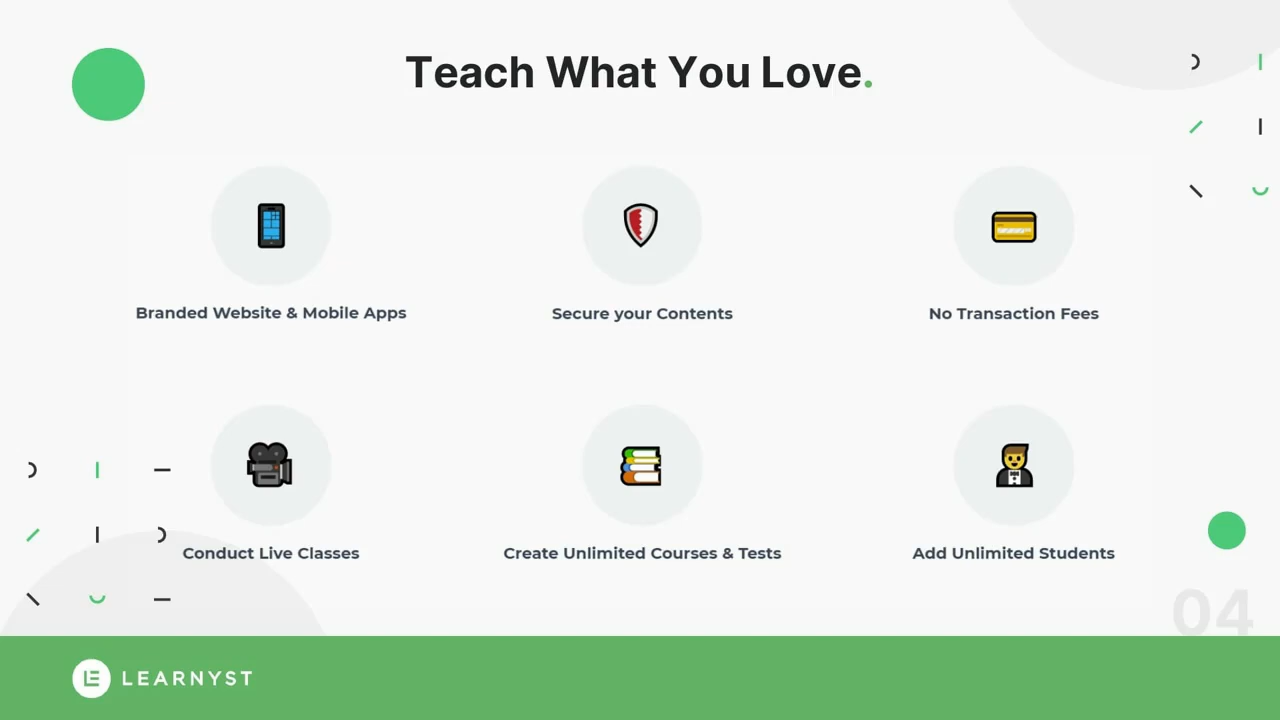 Teach What You Love.
Branded Website & Mobile Apps
Secure your Contents
No Transaction Fees
Conduct Live Classes
Create Unlimited Courses & Tests
Add Unlimited Students
04
LEARNYST